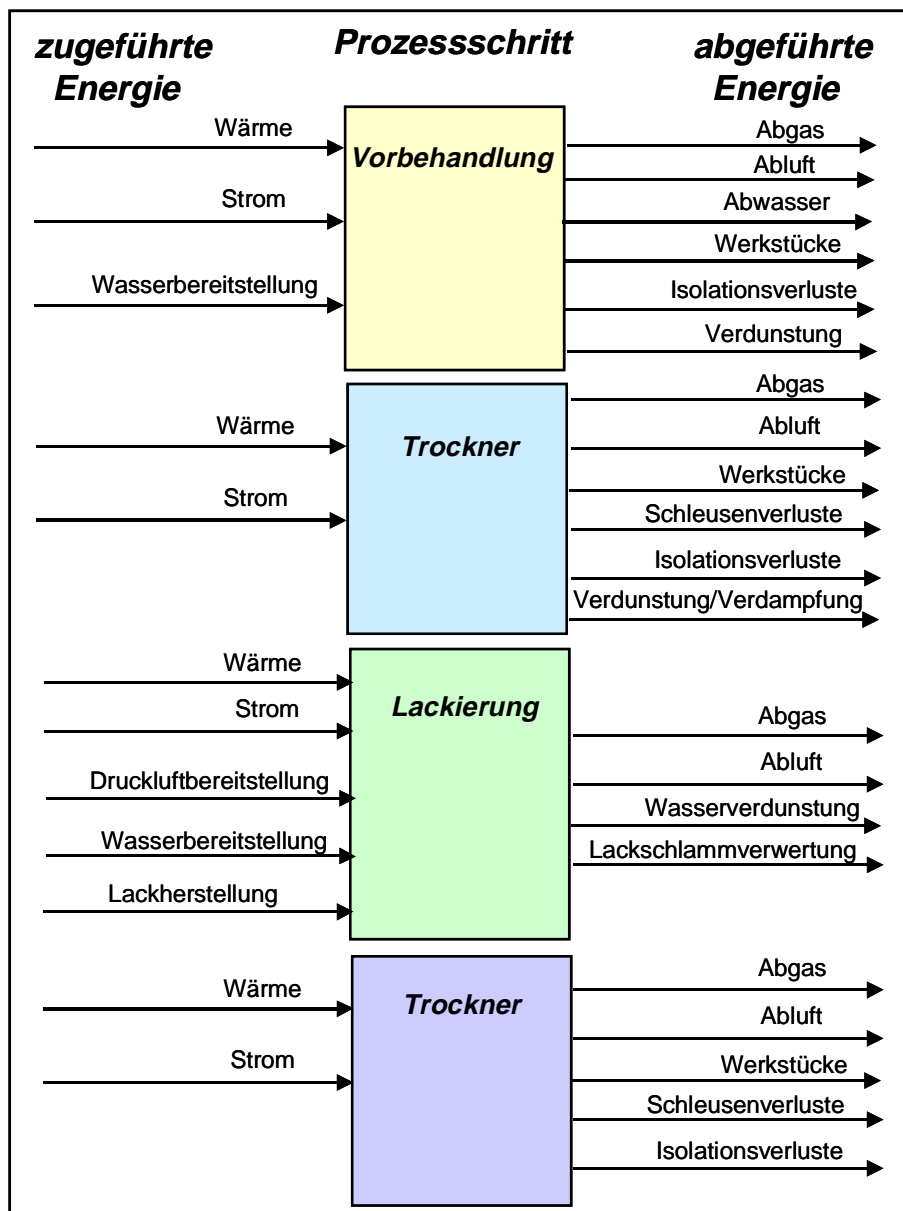 zugeführte
Energie
Prozessschritt
abgeführte
Energie
Wärme
Strom
Wasserbereitstellung
Vorbehandlung
Abgas
Abluft
Abwasser
Werkstücke
Isolationsverluste
Verdunstung
Wärme
Strom
Trockner
Abgas
Abluft
Werkstücke
Schleusenverluste
Isolationsverluste
Verdunstung/Verdampfung
Wärme
Strom
Druckluftbereitstellung
Wasserbereitstellung
Lackherstellung
Lackierung
Abgas
Abluft
Wasserverdunstung
Lackschlammverwertung
Wärme
Strom
Trockner
Abgas
Abluft
Werkstücke
Schleusenverluste
Isolationsverluste